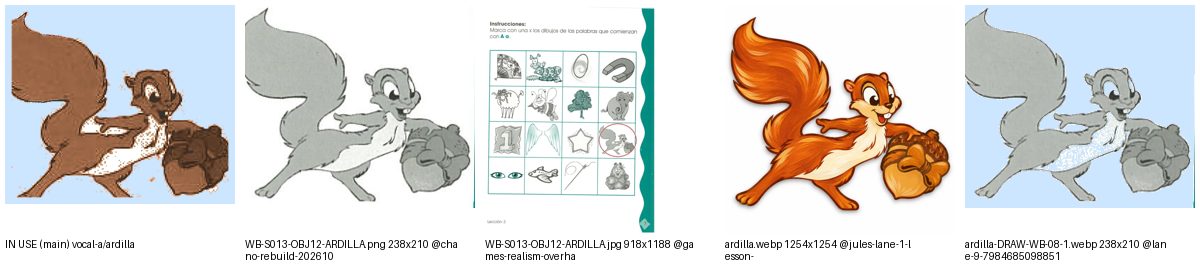 Instrucciones:
Marca con una x los dibujos de las palabras que comienzan
con A a.
Lección 3
IN USE (main) vocal-a/ardilla
WB-S013-OBJ12-ARDILLA.png 238x210 @cha
no-rebuild-202610
WB-S013-OBJ12-ARDILLA.jpg 918x1188 @ga
mes-realism-overha
ardilla.webp 1254x1254 @jules-lane-1-l
esson-
ardilla-DRAW-WB-08-1.webp 238x210 @lan
e-9-7984685098851